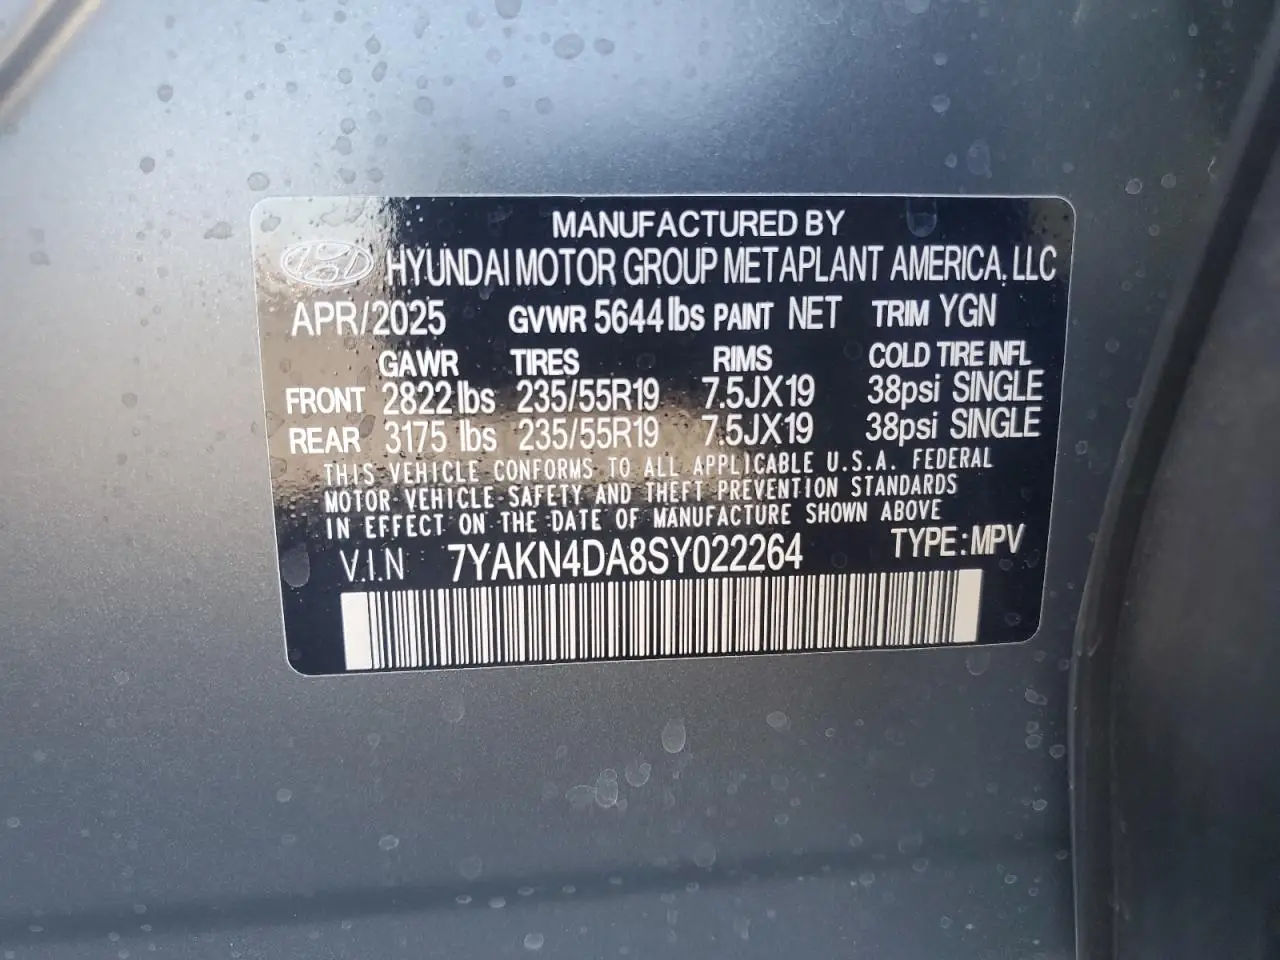 MANUFACTURED BY
HYUNDAI MOTOR GROUP METAPLANT AMERICA, LLC
APR/2025 GVWR 5644 lbs PAINT NET TRIM YGN
GAWR TIRES RIMS COLD TIRE INFL
FRONT 2822 lbs 235/55R19 7.5JX19 38psi SINGLE
REAR 3175 lbs 235/55R19 7.5JX19 38psi SINGLE
THIS VEHICLE CONFORMS TO ALL APPLICABLE U.S.A. FEDERAL
MOTOR VEHICLE SAFETY AND THEFT PREVENTION STANDARDS
IN EFFECT ON THE DATE OF MANUFACTURE SHOWN ABOVE
V.I.N 7YAKN4DA8SY022264 TYPE: MPV